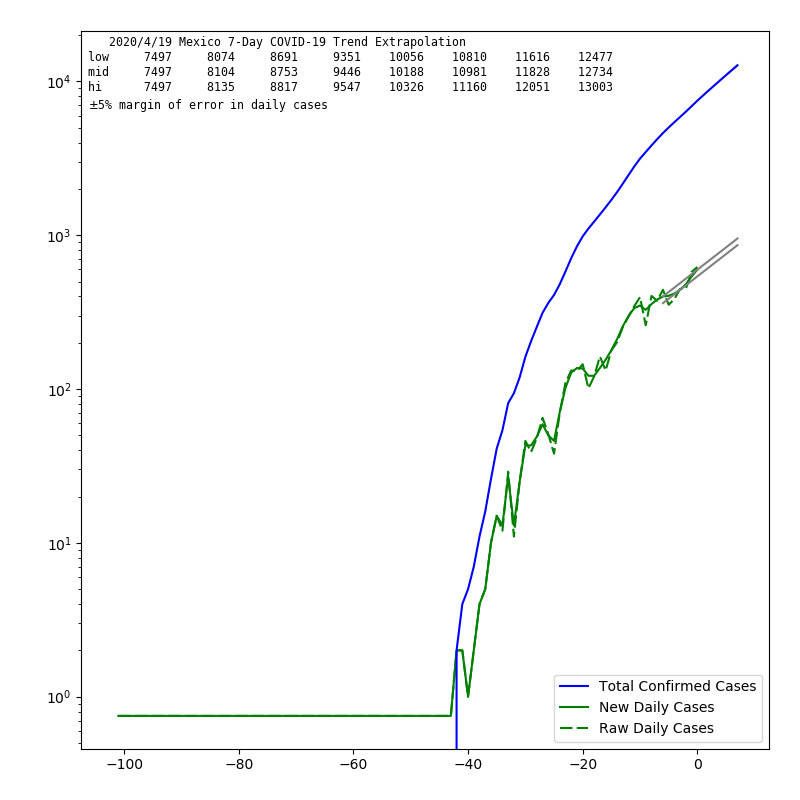 2020/4/19 Mexico 7-Day COVID-19 Trend Extrapolation
low 7497 8074 8691 9351 10056 10810 11616 12477
mid 7497 8104 8753 9446 10188 10981 11828 12734
hi 7497 8135 8817 9547 10326 11160 12051 13003
±5% margin of error in daily cases
10⁴
10³
10²
10¹
10⁰
Total Confirmed Cases
New Daily Cases
Raw Daily Cases
−100 −80 −60 −40 −20 0